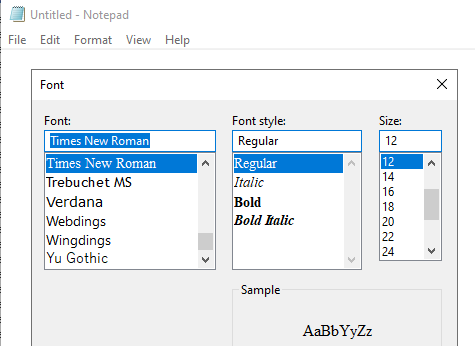 Untitled - Notepad
File Edit Format View Help
Font
Font: Font style: Size:
Times New Roman Regular 12
Times New Roman Regular 12
Trebuchet MS Italic 14
Verdana Bold 16
Webdings Bold Italic 18
Wingdings 20
Yu Gothic 22
24
Sample
AaBbYyZz